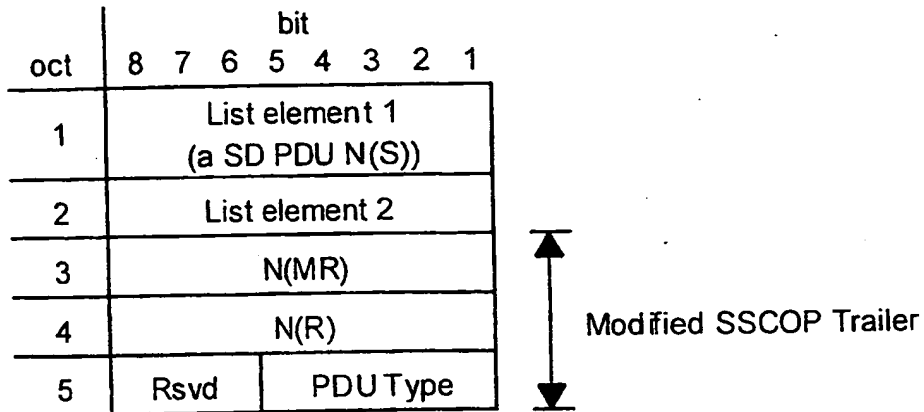 bit
oct 8 7 6 5 4 3 2 1
1 List element 1
(a SD PDU N(S))
2 List element 2
3 N(MR)
4 N(R)
5 Rsvd PDU Type
Modified SSCOP Trailer